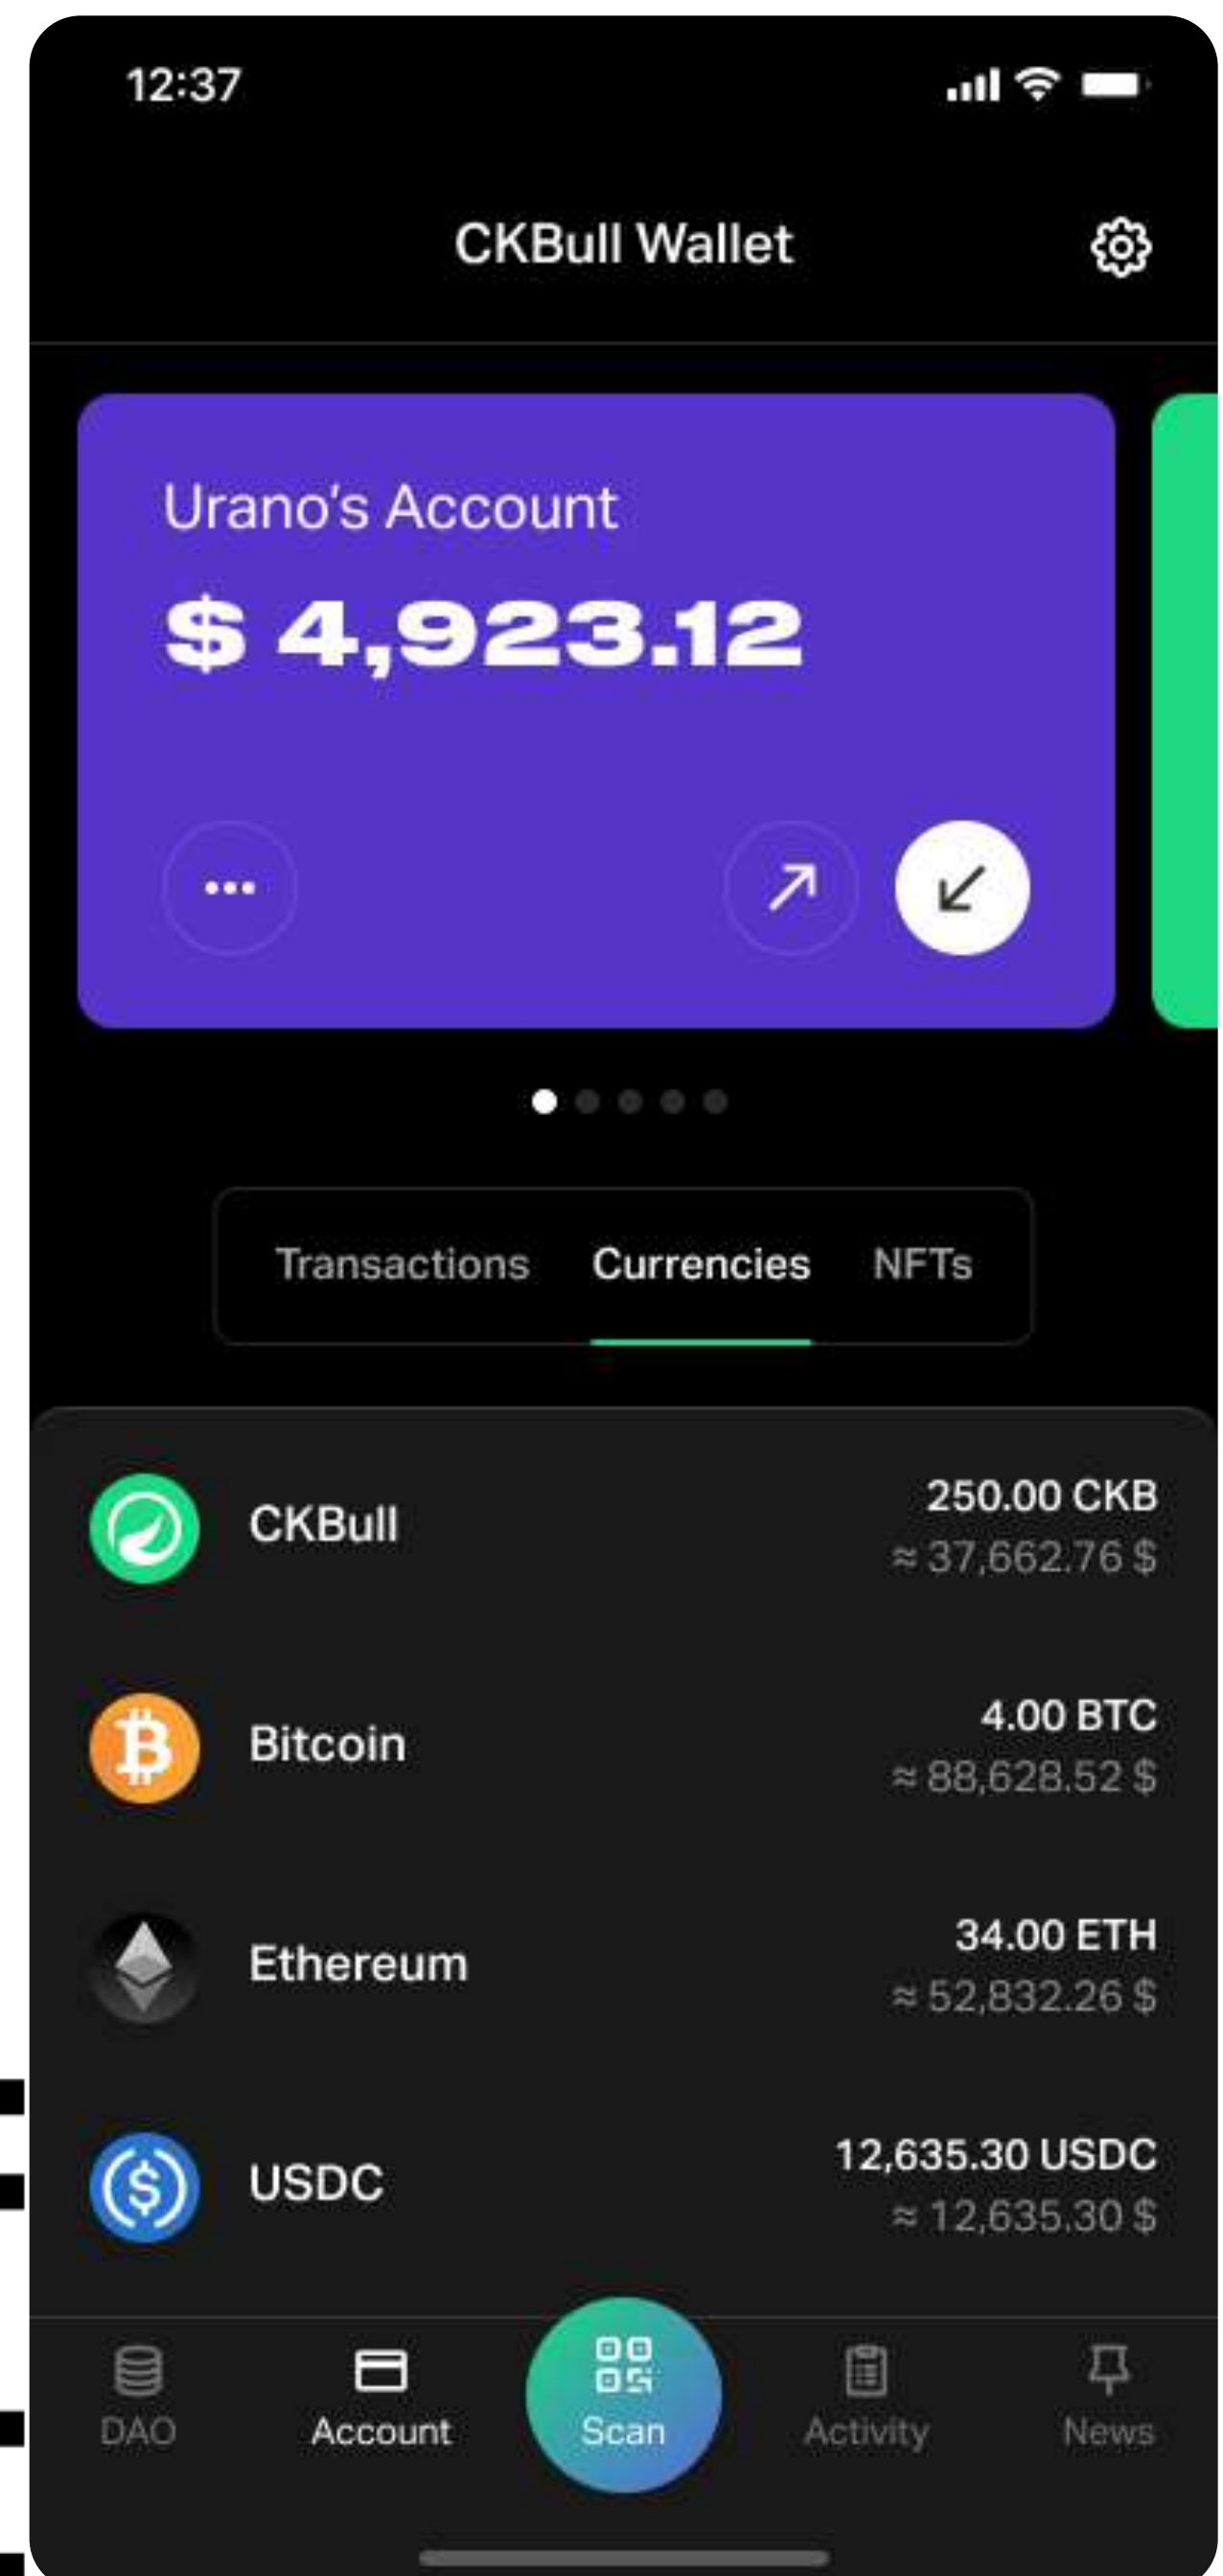 12:37
CKBull Wallet
Urano's Account
$ 4,923.12
Transactions Currencies NFTs
CKBull
250.00 CKB
≈ 37,662.76 $
Bitcoin
4.00 BTC
≈ 88,628.52 $
Ethereum
34.00 ETH
≈ 52,832.26 $
USDC
12,635.30 USDC
≈ 12,635.30 $
DAO Account Scan Activity News